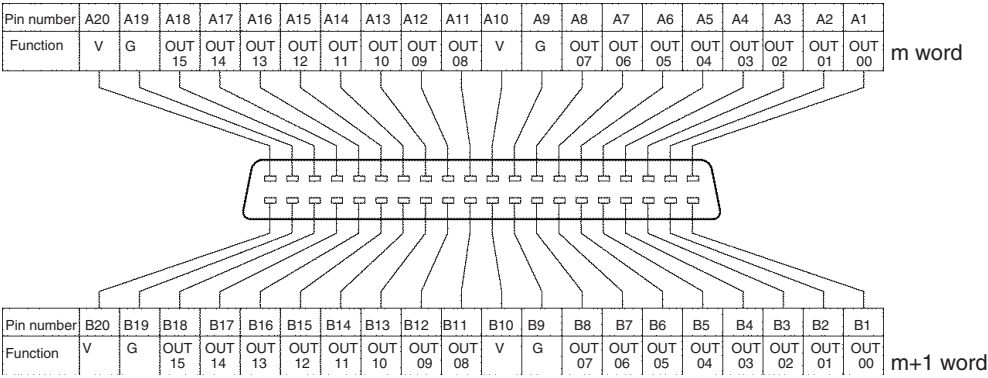 Pin number A20 A19 A18 A17 A16 A15 A14 A13 A12 A11 A10 A9 A8 A7 A6 A5 A4 A3 A2 A1
Function V G OUT 15 OUT 14 OUT 13 OUT 12 OUT 11 OUT 10 OUT 09 OUT 08 V G OUT 07 OUT 06 OUT 05 OUT 04 OUT 03 OUT 02 OUT 01 OUT 00 m word
Pin number B20 B19 B18 B17 B16 B15 B14 B13 B12 B11 B10 B9 B8 B7 B6 B5 B4 B3 B2 B1
Function V G OUT 15 OUT 14 OUT 13 OUT 12 OUT 11 OUT 10 OUT 09 OUT 08 V G OUT 07 OUT 06 OUT 05 OUT 04 OUT 03 OUT 02 OUT 01 OUT 00 m+1 word